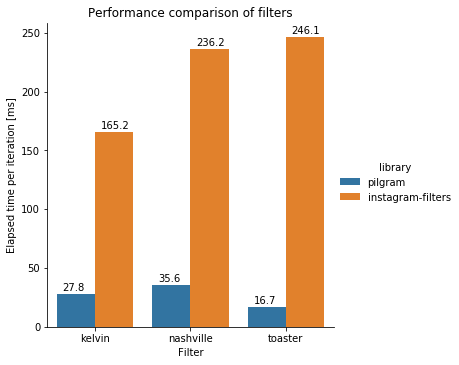 Performance comparison of filters
Elapsed time per iteration [ms]
250
200
150
100
50
0
27.8
165.2
35.6
236.2
16.7
246.1
kelvin
nashville
toaster
Filter
library
pilgram
instagram-filters